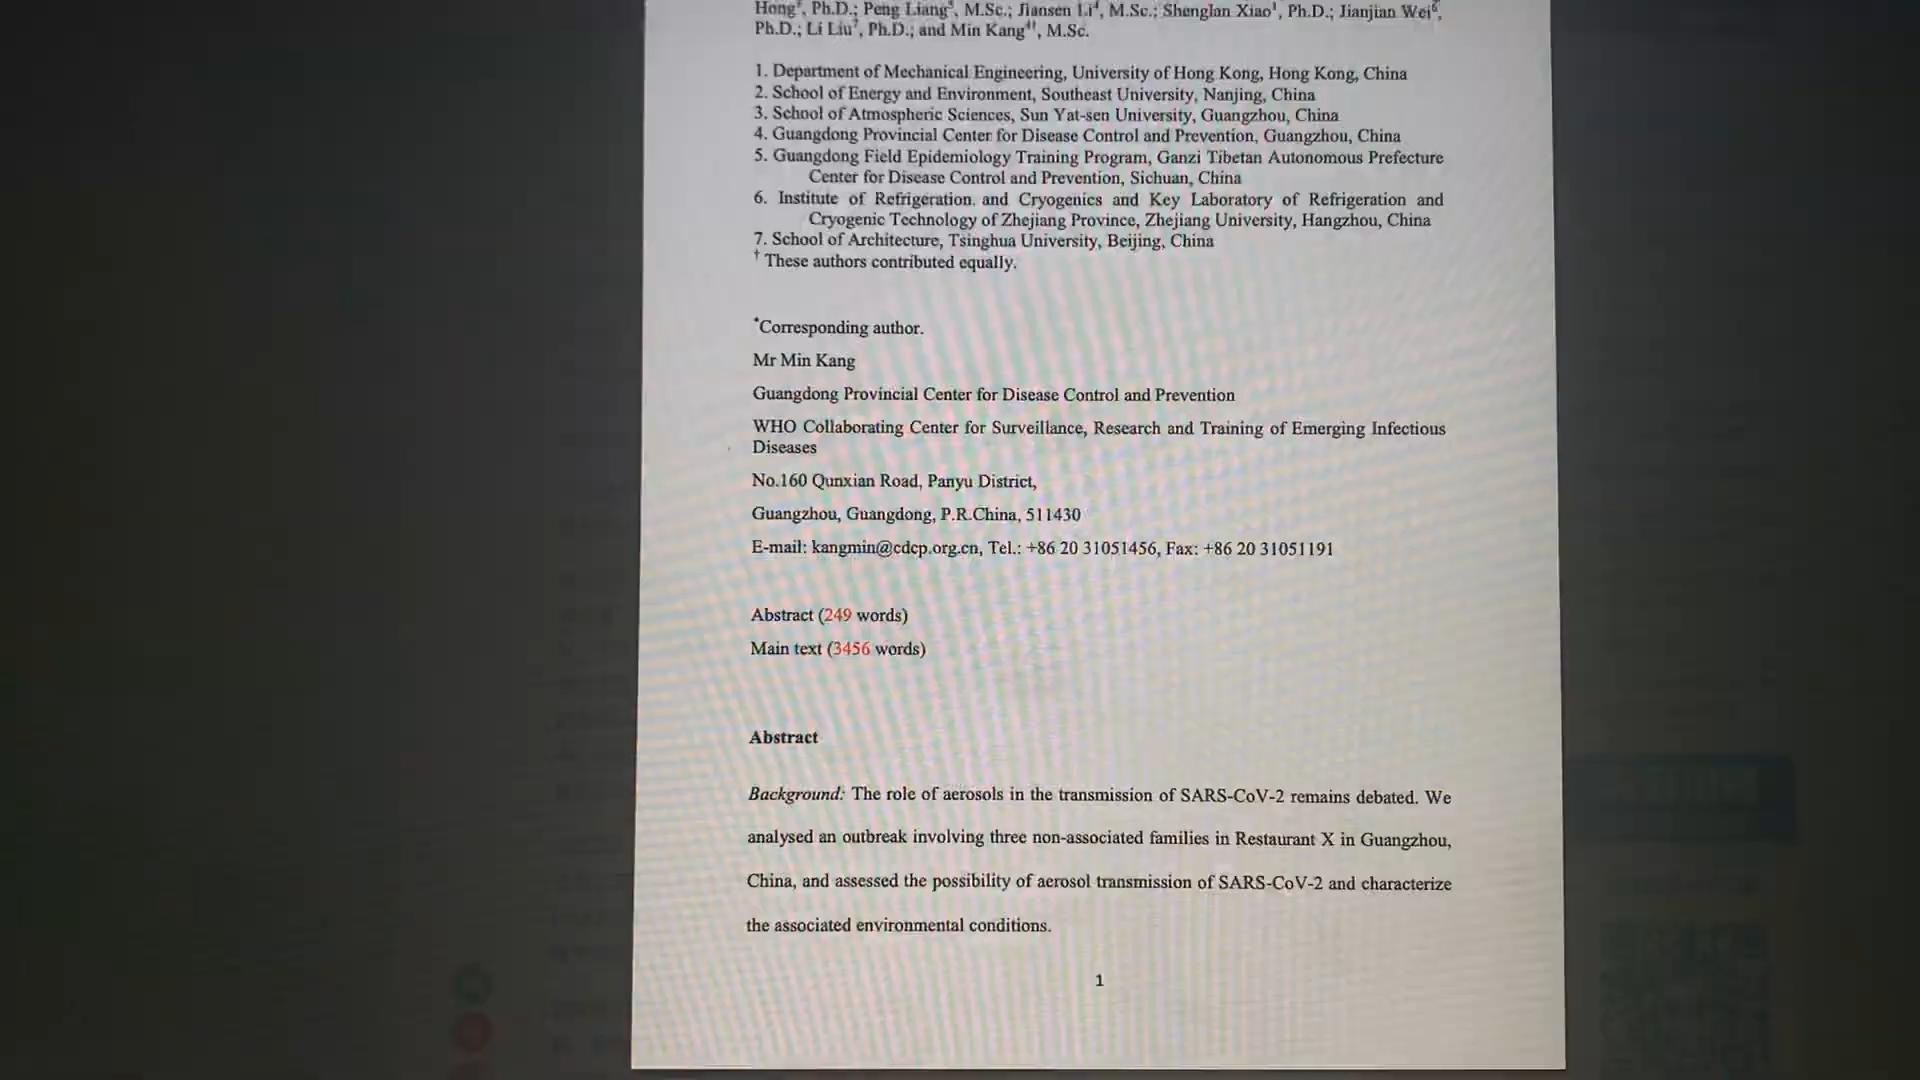 Hong³, Ph.D.; Peng Liang⁵, M.Sc.; Jiansen Li⁴, M.Sc.; Shenglan Xiao¹, Ph.D.; Jianjian Wei⁶,
Ph.D.; Li Liu⁷, Ph.D.; and Min Kang⁴†, M.Sc.
1. Department of Mechanical Engineering, University of Hong Kong, Hong Kong, China
2. School of Energy and Environment, Southeast University, Nanjing, China
3. School of Atmospheric Sciences, Sun Yat-sen University, Guangzhou, China
4. Guangdong Provincial Center for Disease Control and Prevention, Guangzhou, China
5. Guangdong Field Epidemiology Training Program, Ganzi Tibetan Autonomous Prefecture
Center for Disease Control and Prevention, Sichuan, China
6. Institute of Refrigeration and Cryogenics and Key Laboratory of Refrigeration and
Cryogenic Technology of Zhejiang Province, Zhejiang University, Hangzhou, China
7. School of Architecture, Tsinghua University, Beijing, China
† These authors contributed equally.
*Corresponding author.
Mr Min Kang
Guangdong Provincial Center for Disease Control and Prevention
WHO Collaborating Center for Surveillance, Research and Training of Emerging Infectious
Diseases
No.160 Qunxian Road, Panyu District,
Guangzhou, Guangdong, P.R.China, 511430
E-mail: kangmin@cdcp.org.cn, Tel.: +86 20 31051456, Fax: +86 20 31051191
Abstract (249 words)
Main text (3456 words)
Abstract
Background: The role of aerosols in the transmission of SARS-CoV-2 remains debated. We
analysed an outbreak involving three non-associated families in Restaurant X in Guangzhou,
China, and assessed the possibility of aerosol transmission of SARS-CoV-2 and characterize
the associated environmental conditions.
1